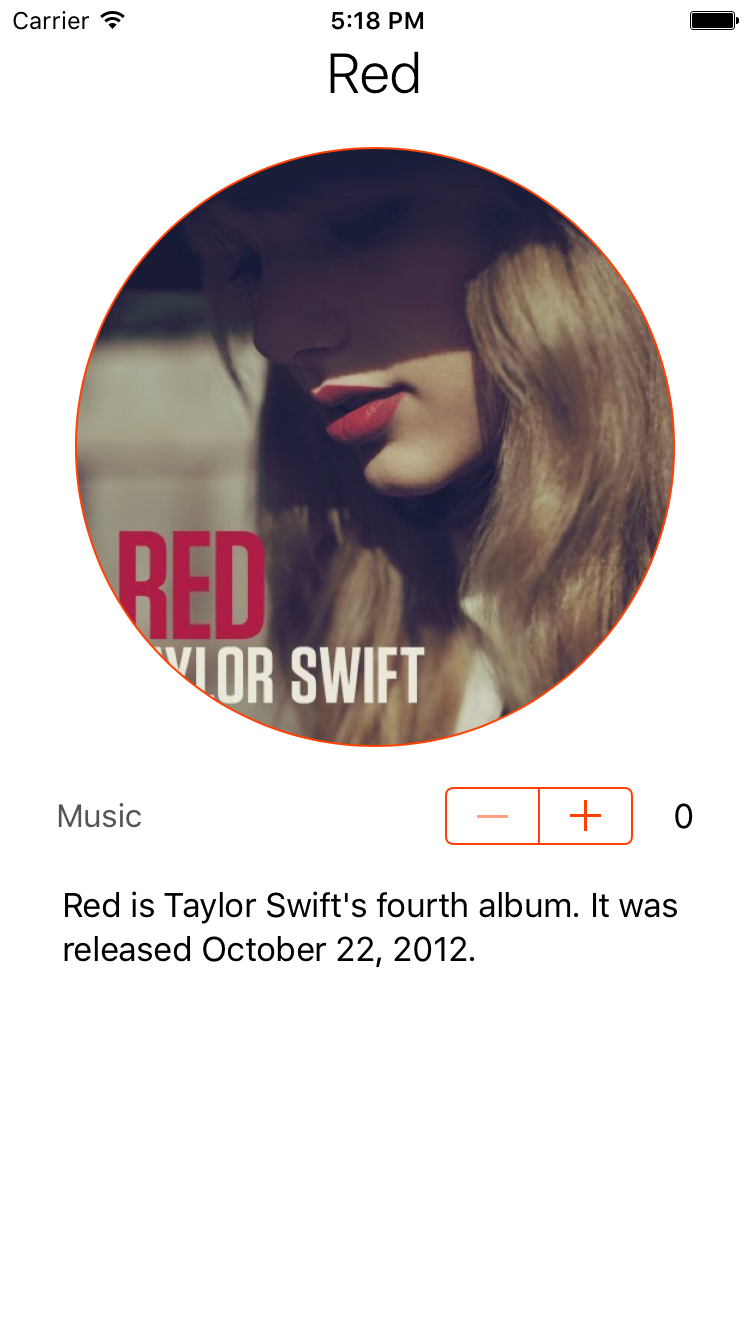 Carrier 5:18 PM
Red
RED
TAYLOR SWIFT
Music 0
Red is Taylor Swift's fourth album. It was
released October 22, 2012.